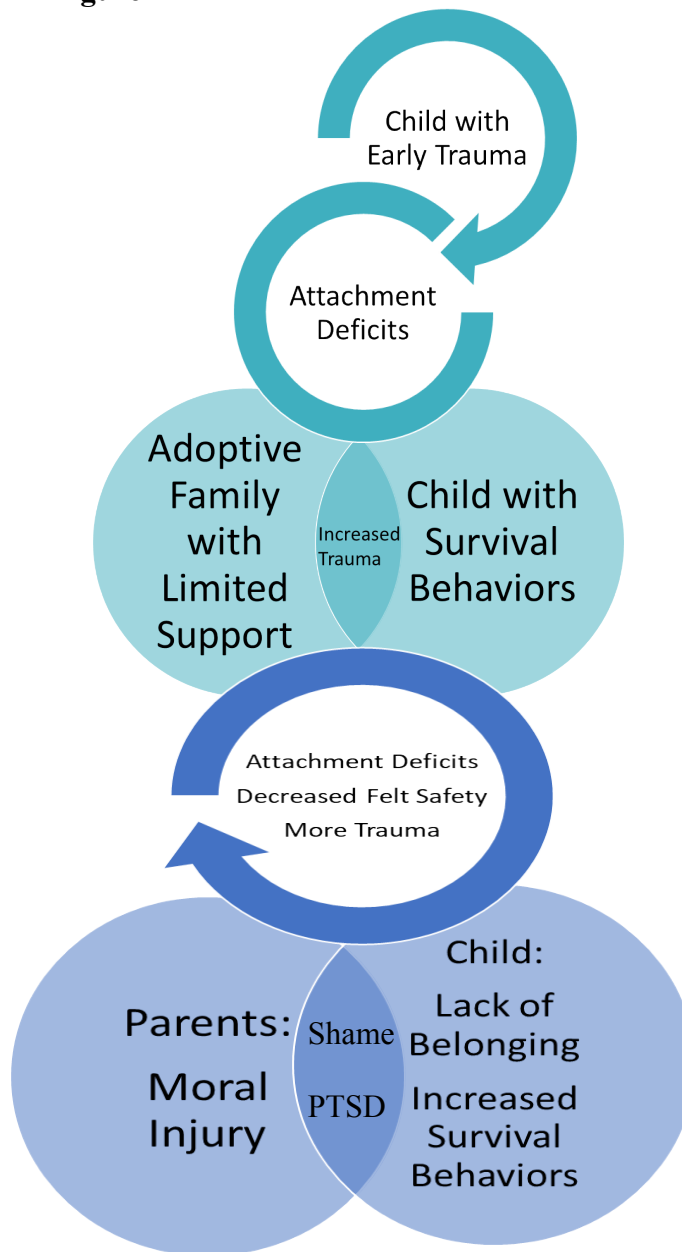 Child with
Early Trauma
Attachment
Deficits
Adoptive
Family
with
Limited
Support
Increased
Trauma
Child with
Survival
Behaviors
Attachment Deficits
Decreased Felt Safety
More Trauma
Parents:
Moral
Injury
Shame
PTSD
Child:
Lack of
Belonging
Increased
Survival
Behaviors